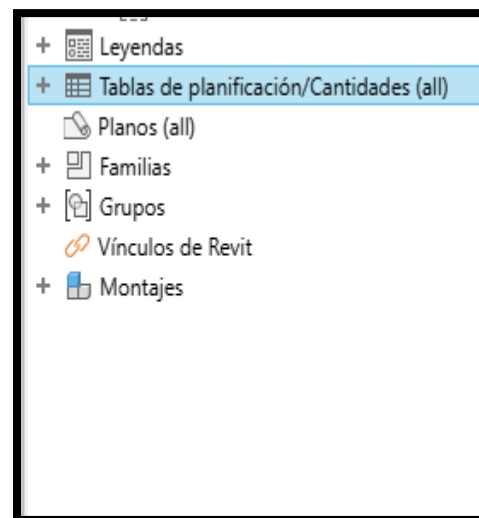 Leyendas
Tablas de planificación/Cantidades (all)
Planos (all)
Familias
Grupos
Vínculos de Revit
Montajes